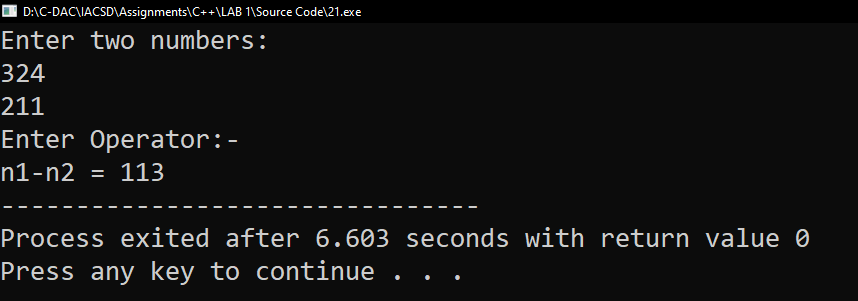 D:\C-DAC\IACSD\Assignments\C++\LAB 1\Source Code\21.exe
Enter two numbers:
324
211
Enter Operator:-
n1-n2 = 113
--------------------------------
Process exited after 6.603 seconds with return value 0
Press any key to continue . . .